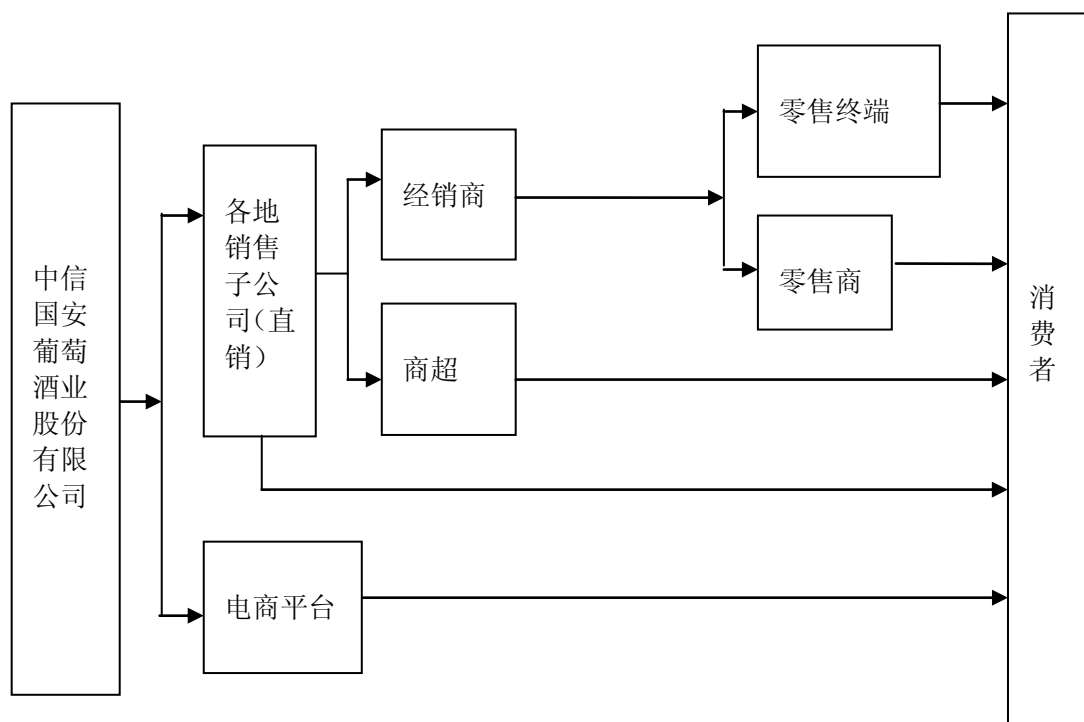 中信
国安
葡萄
酒业
股份
有限
公司
各地
销售
子公
司（直
销）
电商平台
经销商
商超
零售终端
零售商
消
费
者